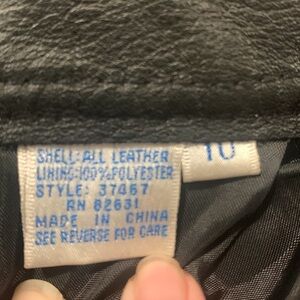 SHELL: ALL LEATHER
LINING: 100% POLYESTER
STYLE: 37467
RN 82631
MADE IN CHINA
SEE REVERSE FOR CARE
10